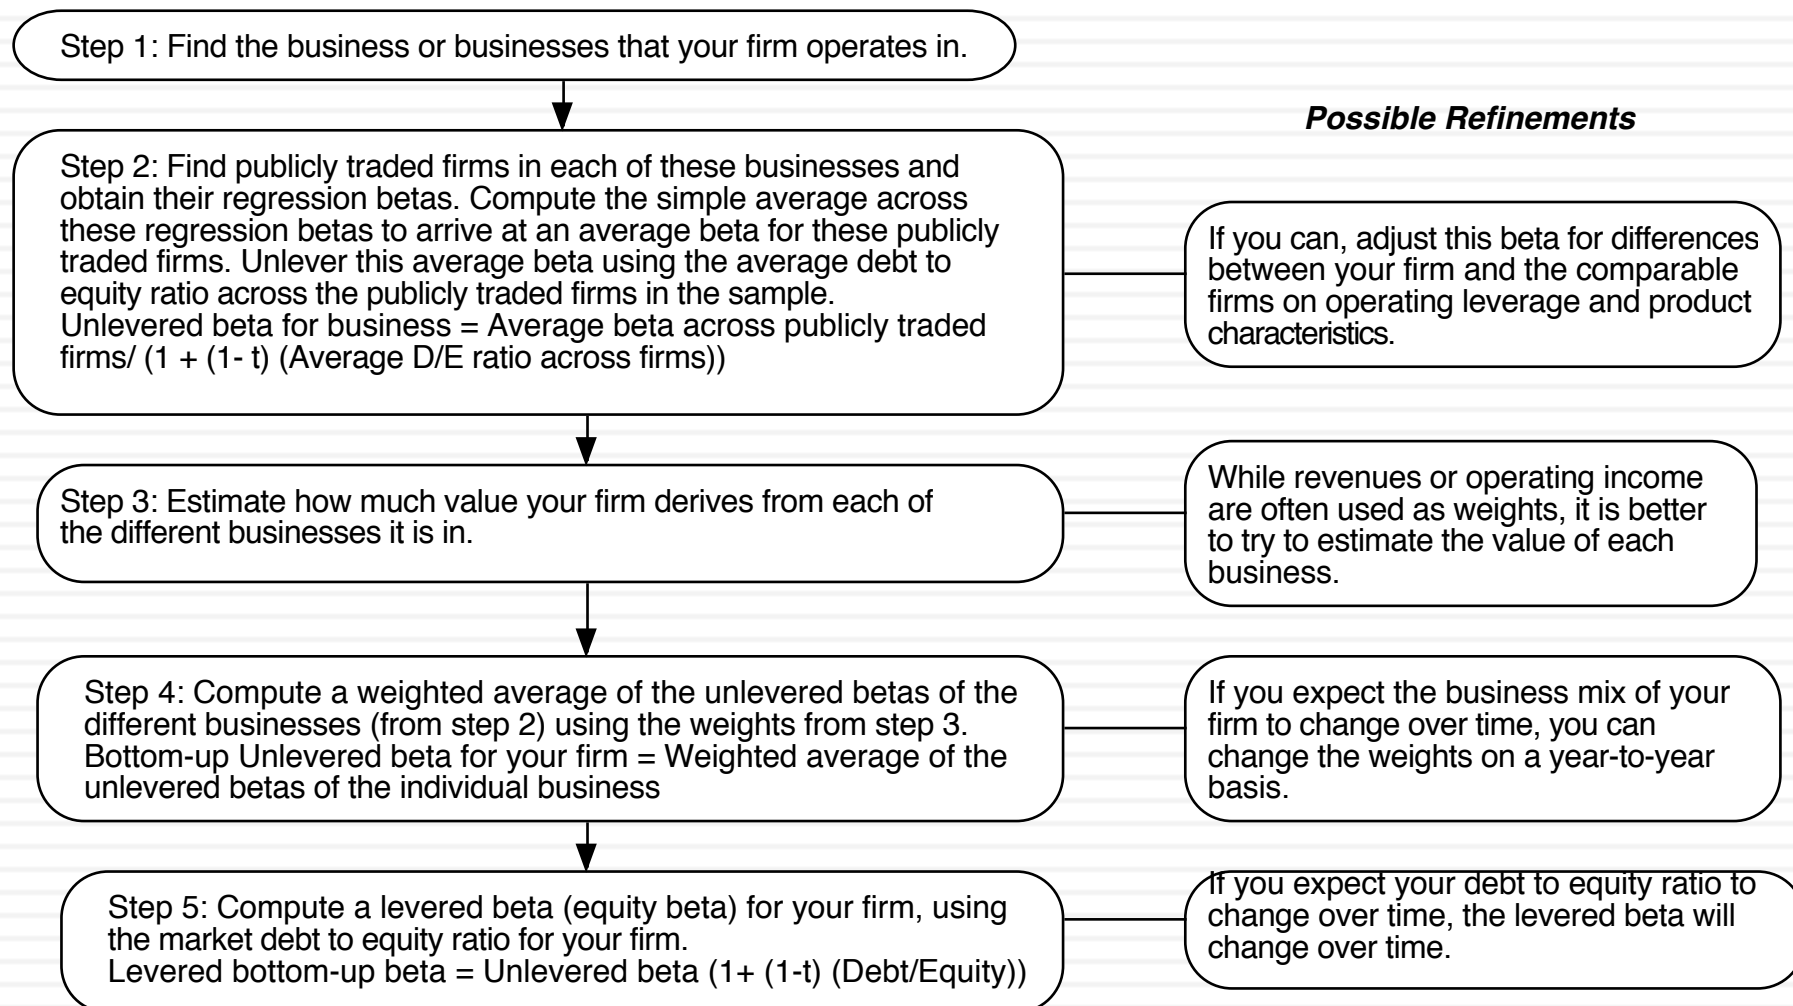 Step 1: Find the business or businesses that your firm operates in.
Possible Refinements
Step 2: Find publicly traded firms in each of these businesses and
obtain their regression betas. Compute the simple average across
these regression betas to arrive at an average beta for these publicly
traded firms. Unlever this average beta using the average debt to
equity ratio across the publicly traded firms in the sample.
Unlevered beta for business = Average beta across publicly traded
firms/ (1 + (1- t) (Average D/E ratio across firms))
If you can, adjust this beta for differences
between your firm and the comparable
firms on operating leverage and product
characteristics.
Step 3: Estimate how much value your firm derives from each of
the different businesses it is in.
While revenues or operating income
are often used as weights, it is better
to try to estimate the value of each
business.
Step 4: Compute a weighted average of the unlevered betas of the
different businesses (from step 2) using the weights from step 3.
Bottom-up Unlevered beta for your firm = Weighted average of the
unlevered betas of the individual business
If you expect the business mix of your
firm to change over time, you can
change the weights on a year-to-year
basis.
Step 5: Compute a levered beta (equity beta) for your firm, using
the market debt to equity ratio for your firm.
Levered bottom-up beta = Unlevered beta (1+ (1-t) (Debt/Equity))
If you expect your debt to equity ratio to
change over time, the levered beta will
change over time.